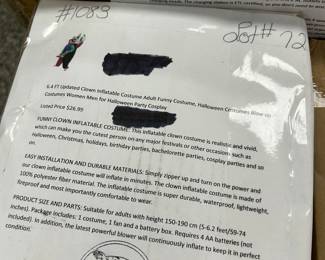 #1089
Lot# 72
6.4 FT Updated Clown Inflatable Costume Adult Funny Costume, Halloween Costumes Blow up
Costumes Women Men for Halloween Party Cosplay
Listed Price $26.99
FUNNY CLOWN INFLATABLE COSTUME: This inflatable clown costume is realistic and vivid,
which can make you the cutest person on any major festivals or other occasion such as
Halloween, Christmas, holidays, birthday parties, bachelorette parties, cosplay parties and so
on.
EASY INSTALLATION AND DURABLE MATERIALS: Simply zipper up and turn on the power and
our clown inflatable costume will inflate in minutes. The clown inflatable costume is made of
100% polyester fiber material. The inflatable costume is super durable, waterproof, lightweight,
fireproof and most importantly comfortable to wear.
PRODUCT SIZE AND PARTS: Suitable for adults with height 150-190 cm (5-6.2 feet/59-74
inches). Package includes: 1 costume, 1 fan and a battery box. Requires 4 AA batteries (not
included). In addition, the latest powerful blower will continuously inflate to keep it in perfect
condition.